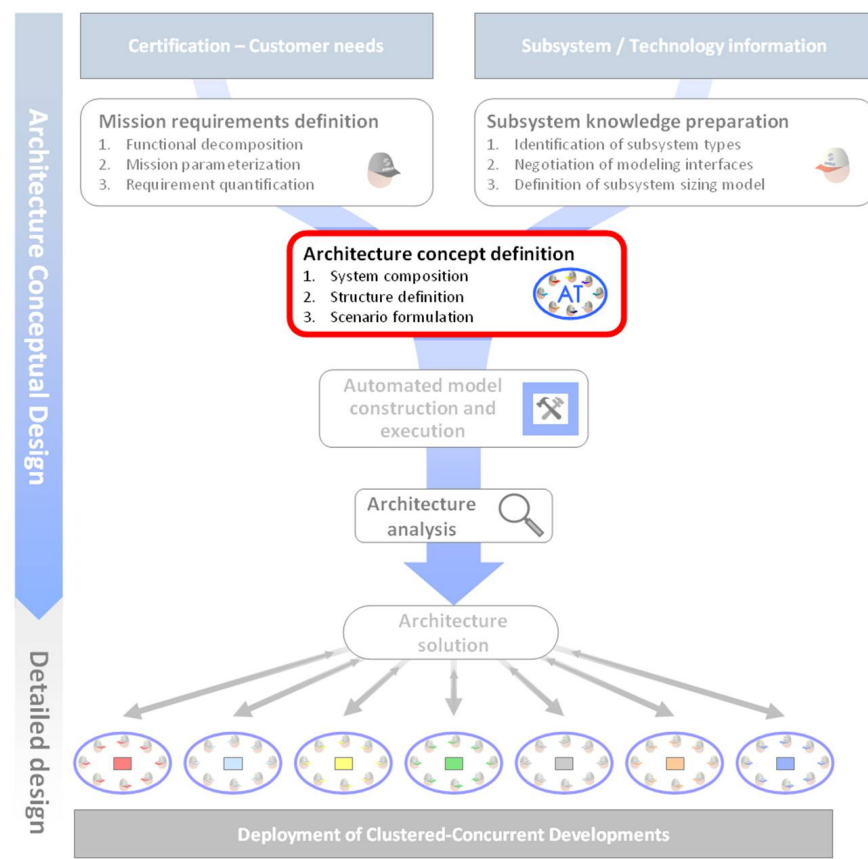 Certification – Customer needs
Subsystem / Technology information
Architecture Conceptual Design
Mission requirements definition
1. Functional decomposition
2. Mission parameterization
3. Requirement quantification
Subsystem knowledge preparation
1. Identification of subsystem types
2. Negotiation of modeling interfaces
3. Definition of subsystem sizing model
Architecture concept definition
1. System composition
2. Structure definition
3. Scenario formulation
AT
Automated model
construction and
execution
Architecture
analysis
Architecture
solution
Detailed design
Deployment of Clustered-Concurrent Developments